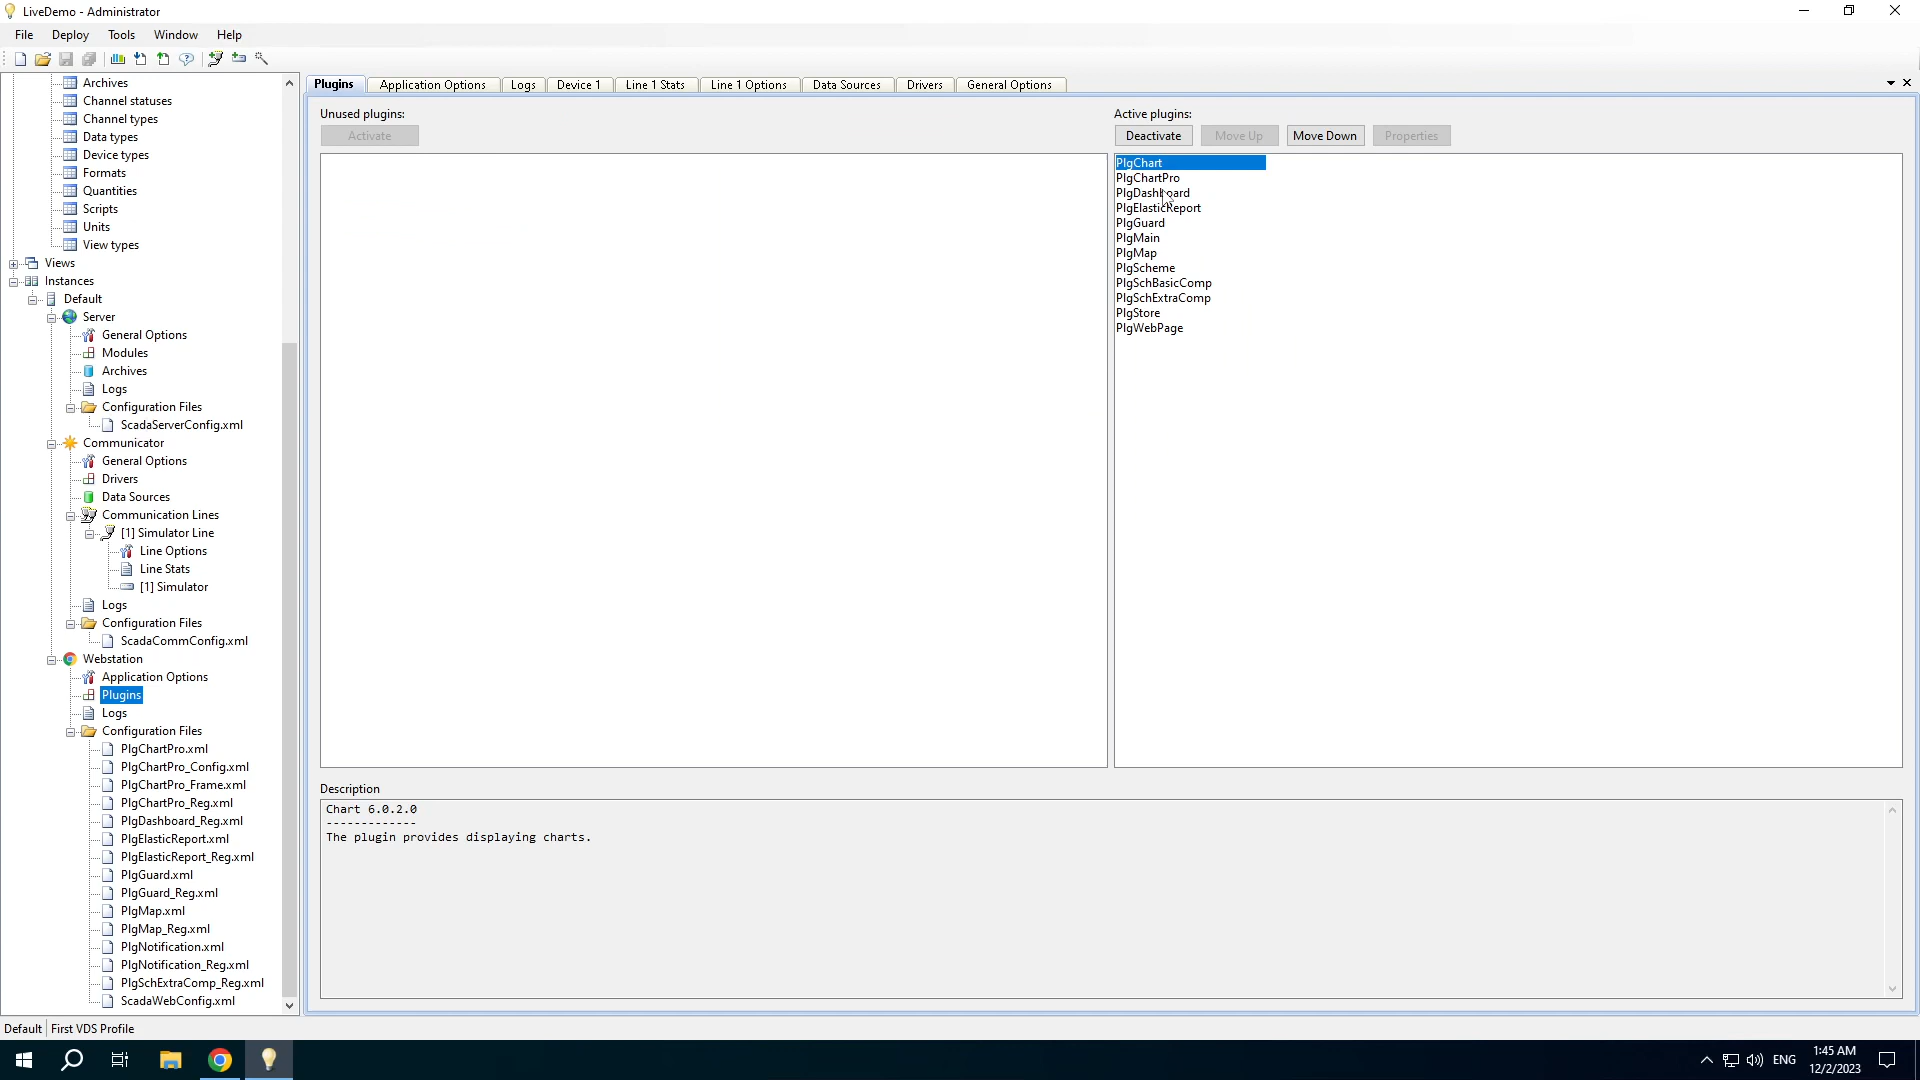 LiveDemo - Administrator
File Deploy Tools Window Help
Archives
Channel statuses
Channel types
Data types
Device types
Formats
Quantities
Scripts
Units
View types
Views
Instances
Default
Server
General Options
Modules
Archives
Logs
Configuration Files
ScadaServerConfig.xml
Communicator
General Options
Drivers
Data Sources
Communication Lines
[1] Simulator Line
Line Options
Line Stats
[1] Simulator
Logs
Configuration Files
ScadaCommConfig.xml
Webstation
Application Options
Plugins
Logs
Configuration Files
PlgChartPro.xml
PlgChartPro_Config.xml
PlgChartPro_Frame.xml
PlgChartPro_Reg.xml
PlgDashboard_Reg.xml
PlgElasticReport.xml
PlgElasticReport_Reg.xml
PlgGuard.xml
PlgGuard_Reg.xml
PlgMap.xml
PlgMap_Reg.xml
PlgNotification.xml
PlgNotification_Reg.xml
PlgSchExtraComp_Reg.xml
ScadaWebConfig.xml
Plugins Application Options Logs Device 1 Line 1 Stats Line 1 Options Data Sources Drivers General Options
Unused plugins:
Activate
Active plugins:
Deactivate Move Up Move Down Properties
PlgChart
PlgChartPro
PlgDashboard
PlgElasticReport
PlgGuard
PlgMain
PlgMap
PlgScheme
PlgSchBasicComp
PlgSchExtraComp
PlgStore
PlgWebPage
Description
Chart 6.0.2.0
-------------
The plugin provides displaying charts.
Default First VDS Profile
ENG
1:45 AM
12/2/2023